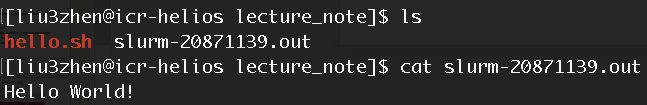 [[liu3zhen@icr-helios lecture_note]$ ls
hello.sh  slurm-20871139.out
[[liu3zhen@icr-helios lecture_note]$ cat slurm-20871139.out
Hello World!